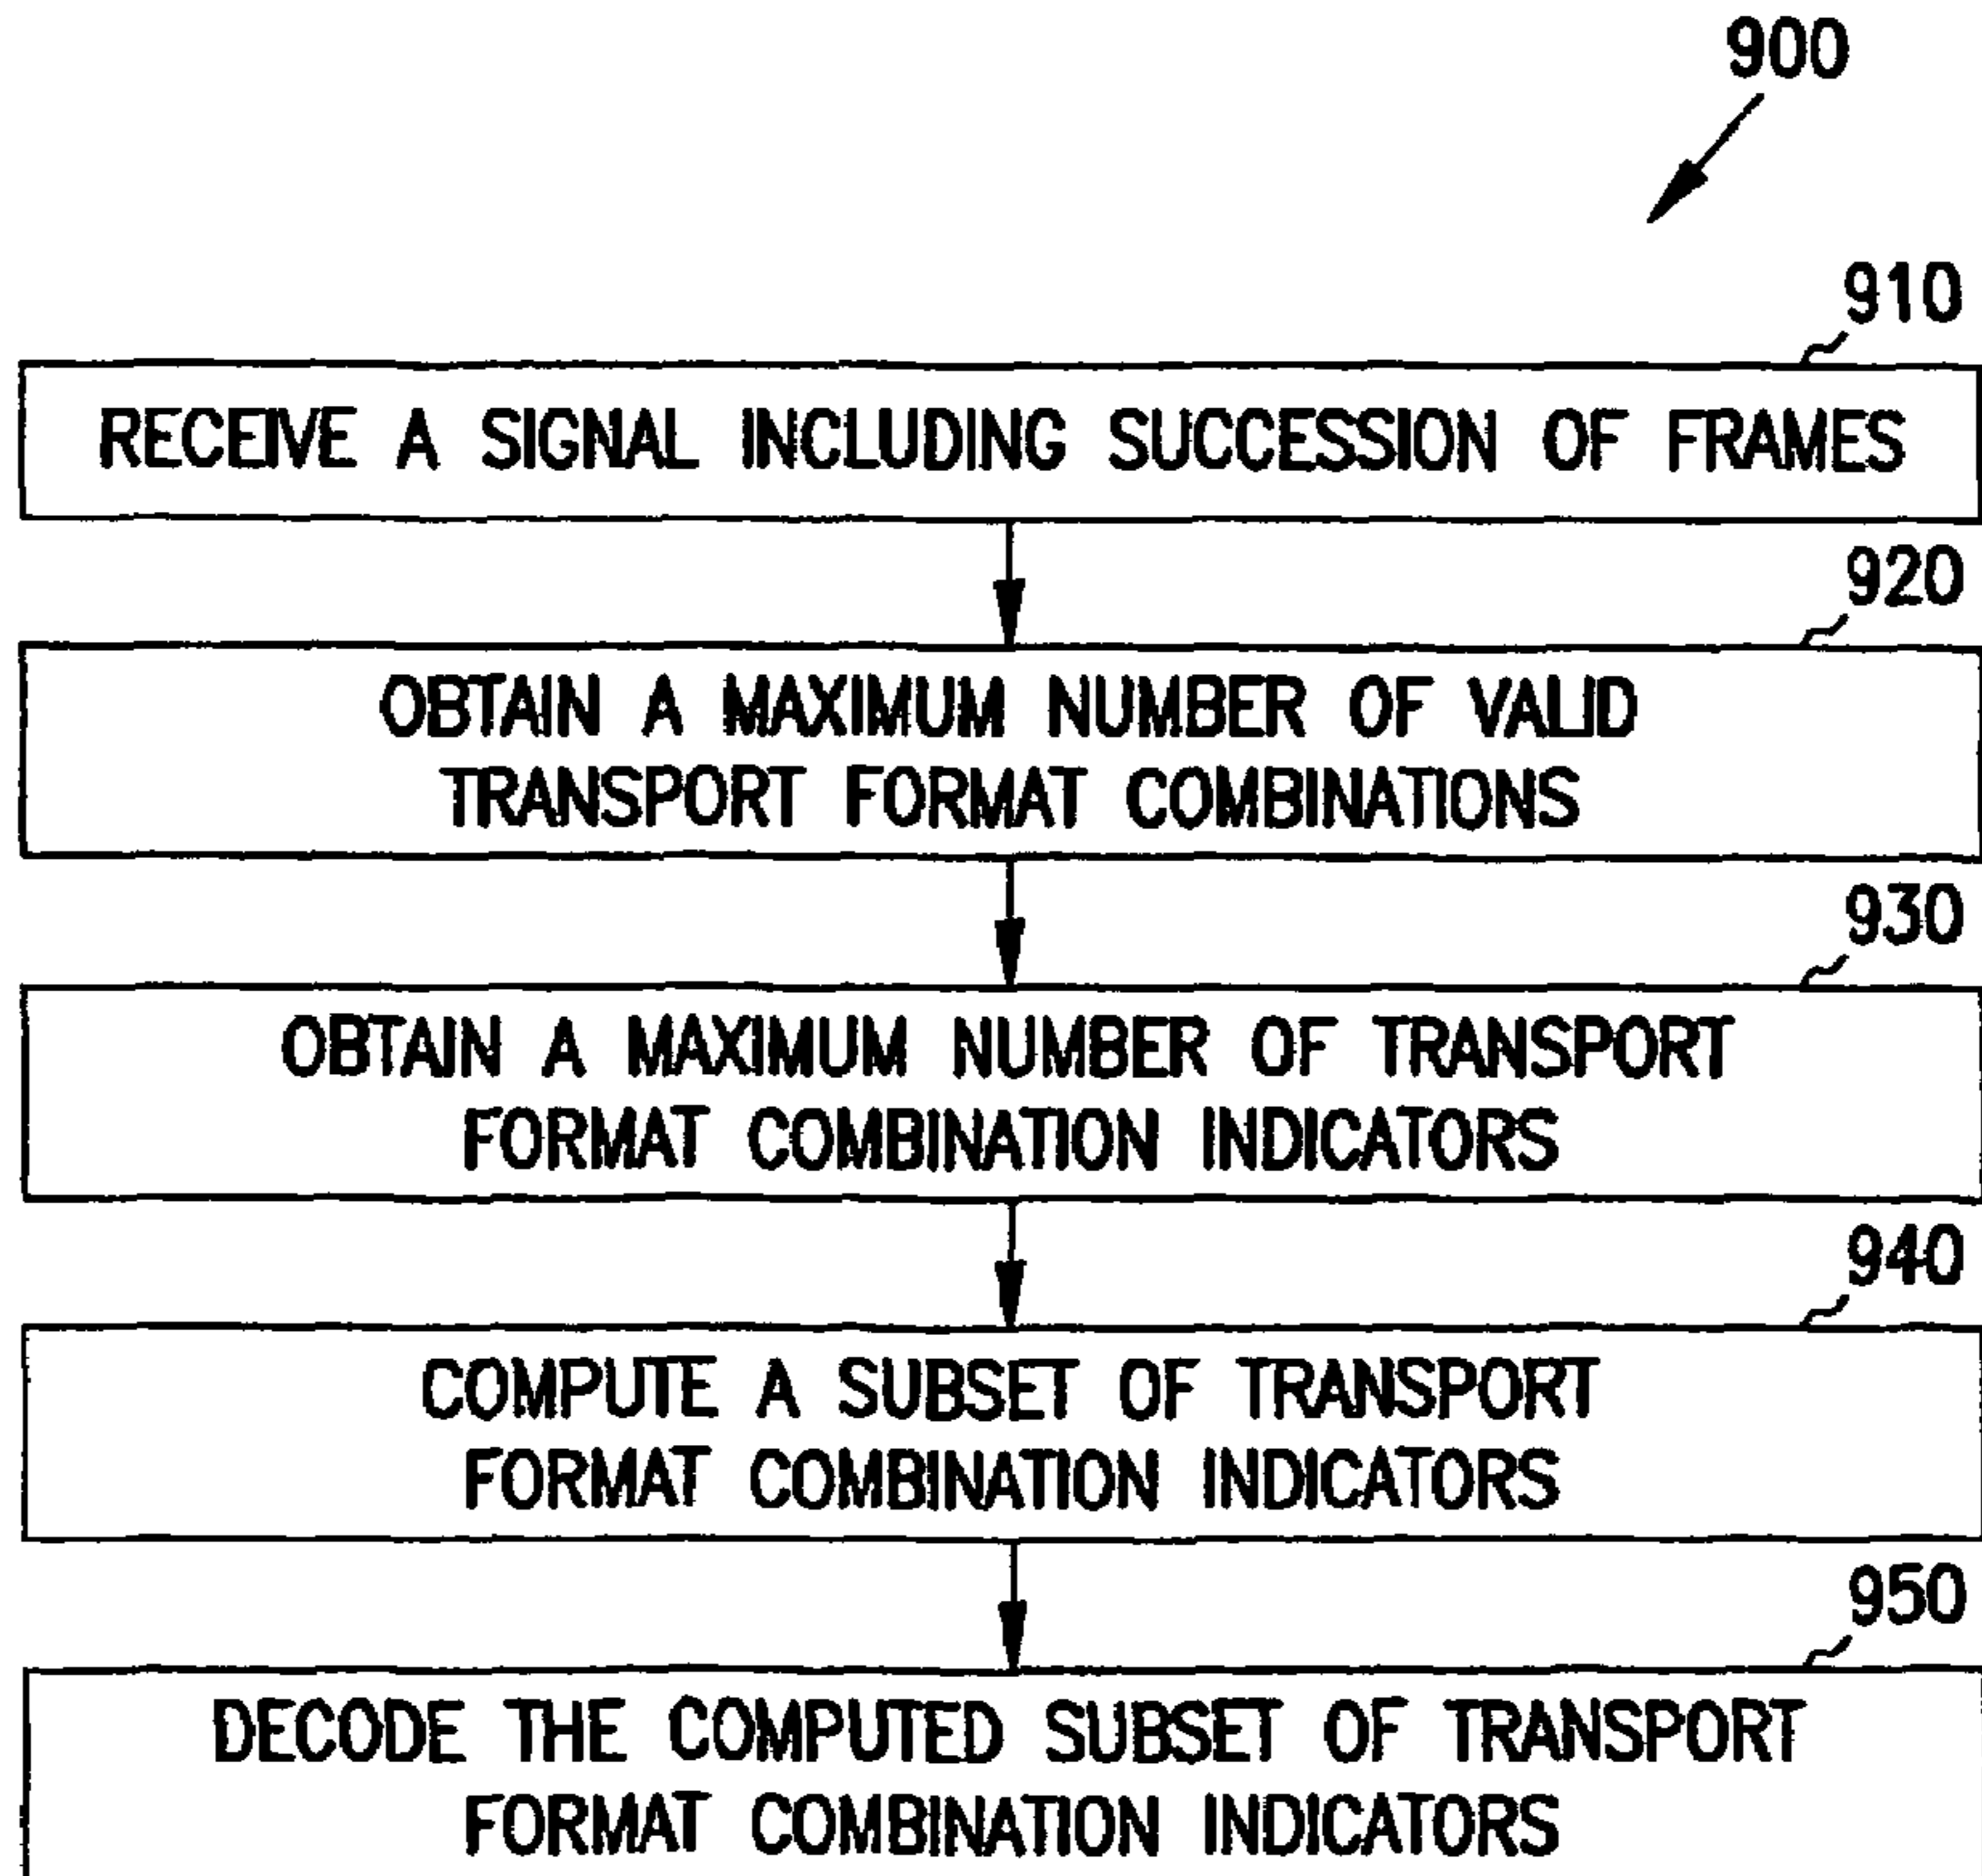 900
910
RECEIVE A SIGNAL INCLUDING SUCCESSION OF FRAMES
920
OBTAIN A MAXIMUM NUMBER OF VALID
TRANSPORT FORMAT COMBINATIONS
930
OBTAIN A MAXIMUM NUMBER OF TRANSPORT
FORMAT COMBINATION INDICATORS
940
COMPUTE A SUBSET OF TRANSPORT
FORMAT COMBINATION INDICATORS
950
DECODE THE COMPUTED SUBSET OF TRANSPORT
FORMAT COMBINATION INDICATORS